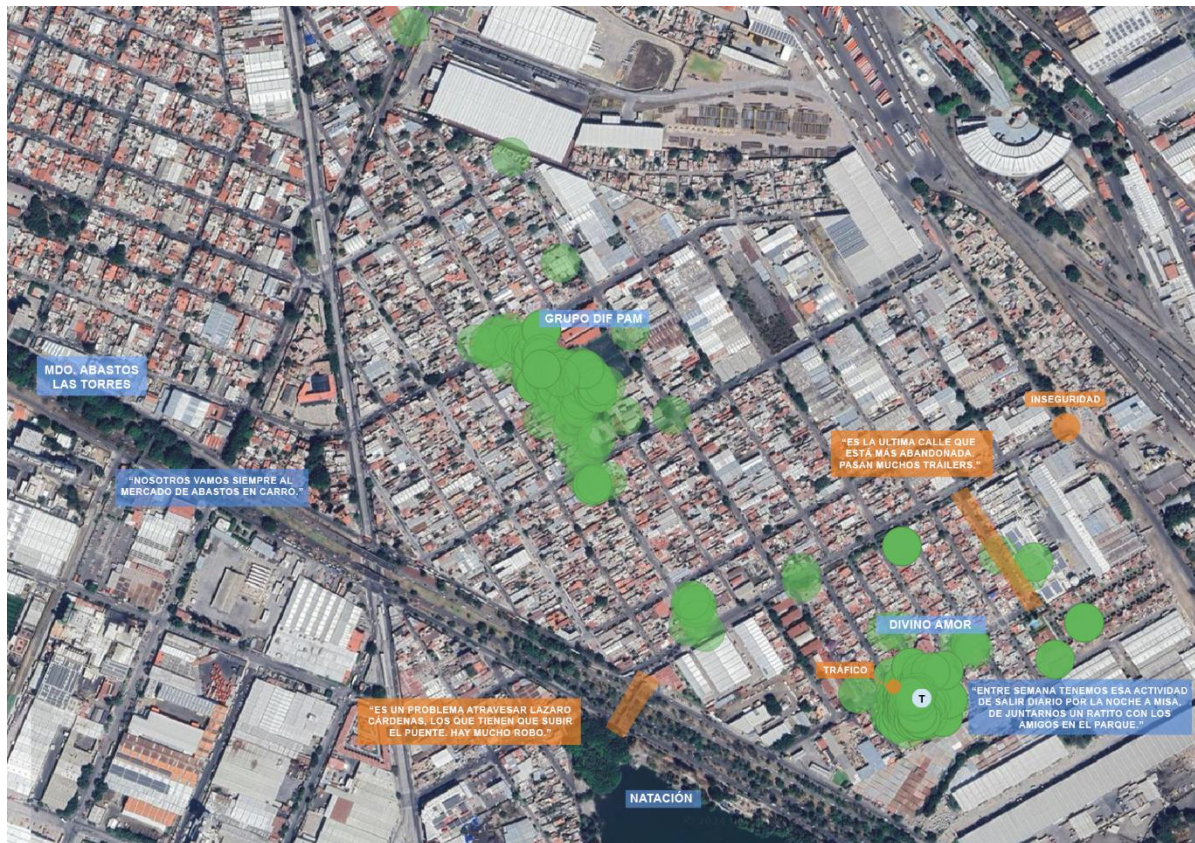 GRUPO DIF PAM
MDO. ABASTOS
LAS TORRES
INSEGURIDAD
“ES LA ULTIMA CALLE QUE
ESTÁ MÁS ABANDONADA.
PASAN MUCHOS TRÁILERS.”
“NOSOTROS VAMOS SIEMPRE AL
MERCADO DE ABASTOS EN CARRO.”
DIVINO AMOR
TRÁFICO
T
“ENTRE SEMANA TENEMOS ESA ACTIVIDAD
DE SALIR DIARIO POR LA NOCHE A MISA,
DE JUNTARNOS UN RATITO CON LOS
AMIGOS EN EL PARQUE.”
“ES UN PROBLEMA ATRAVESAR LAZARO
CÁRDENAS, LOS QUE TIENEN QUE SUBIR
EL PUENTE. HAY MUCHO ROBO.”
NATACIÓN